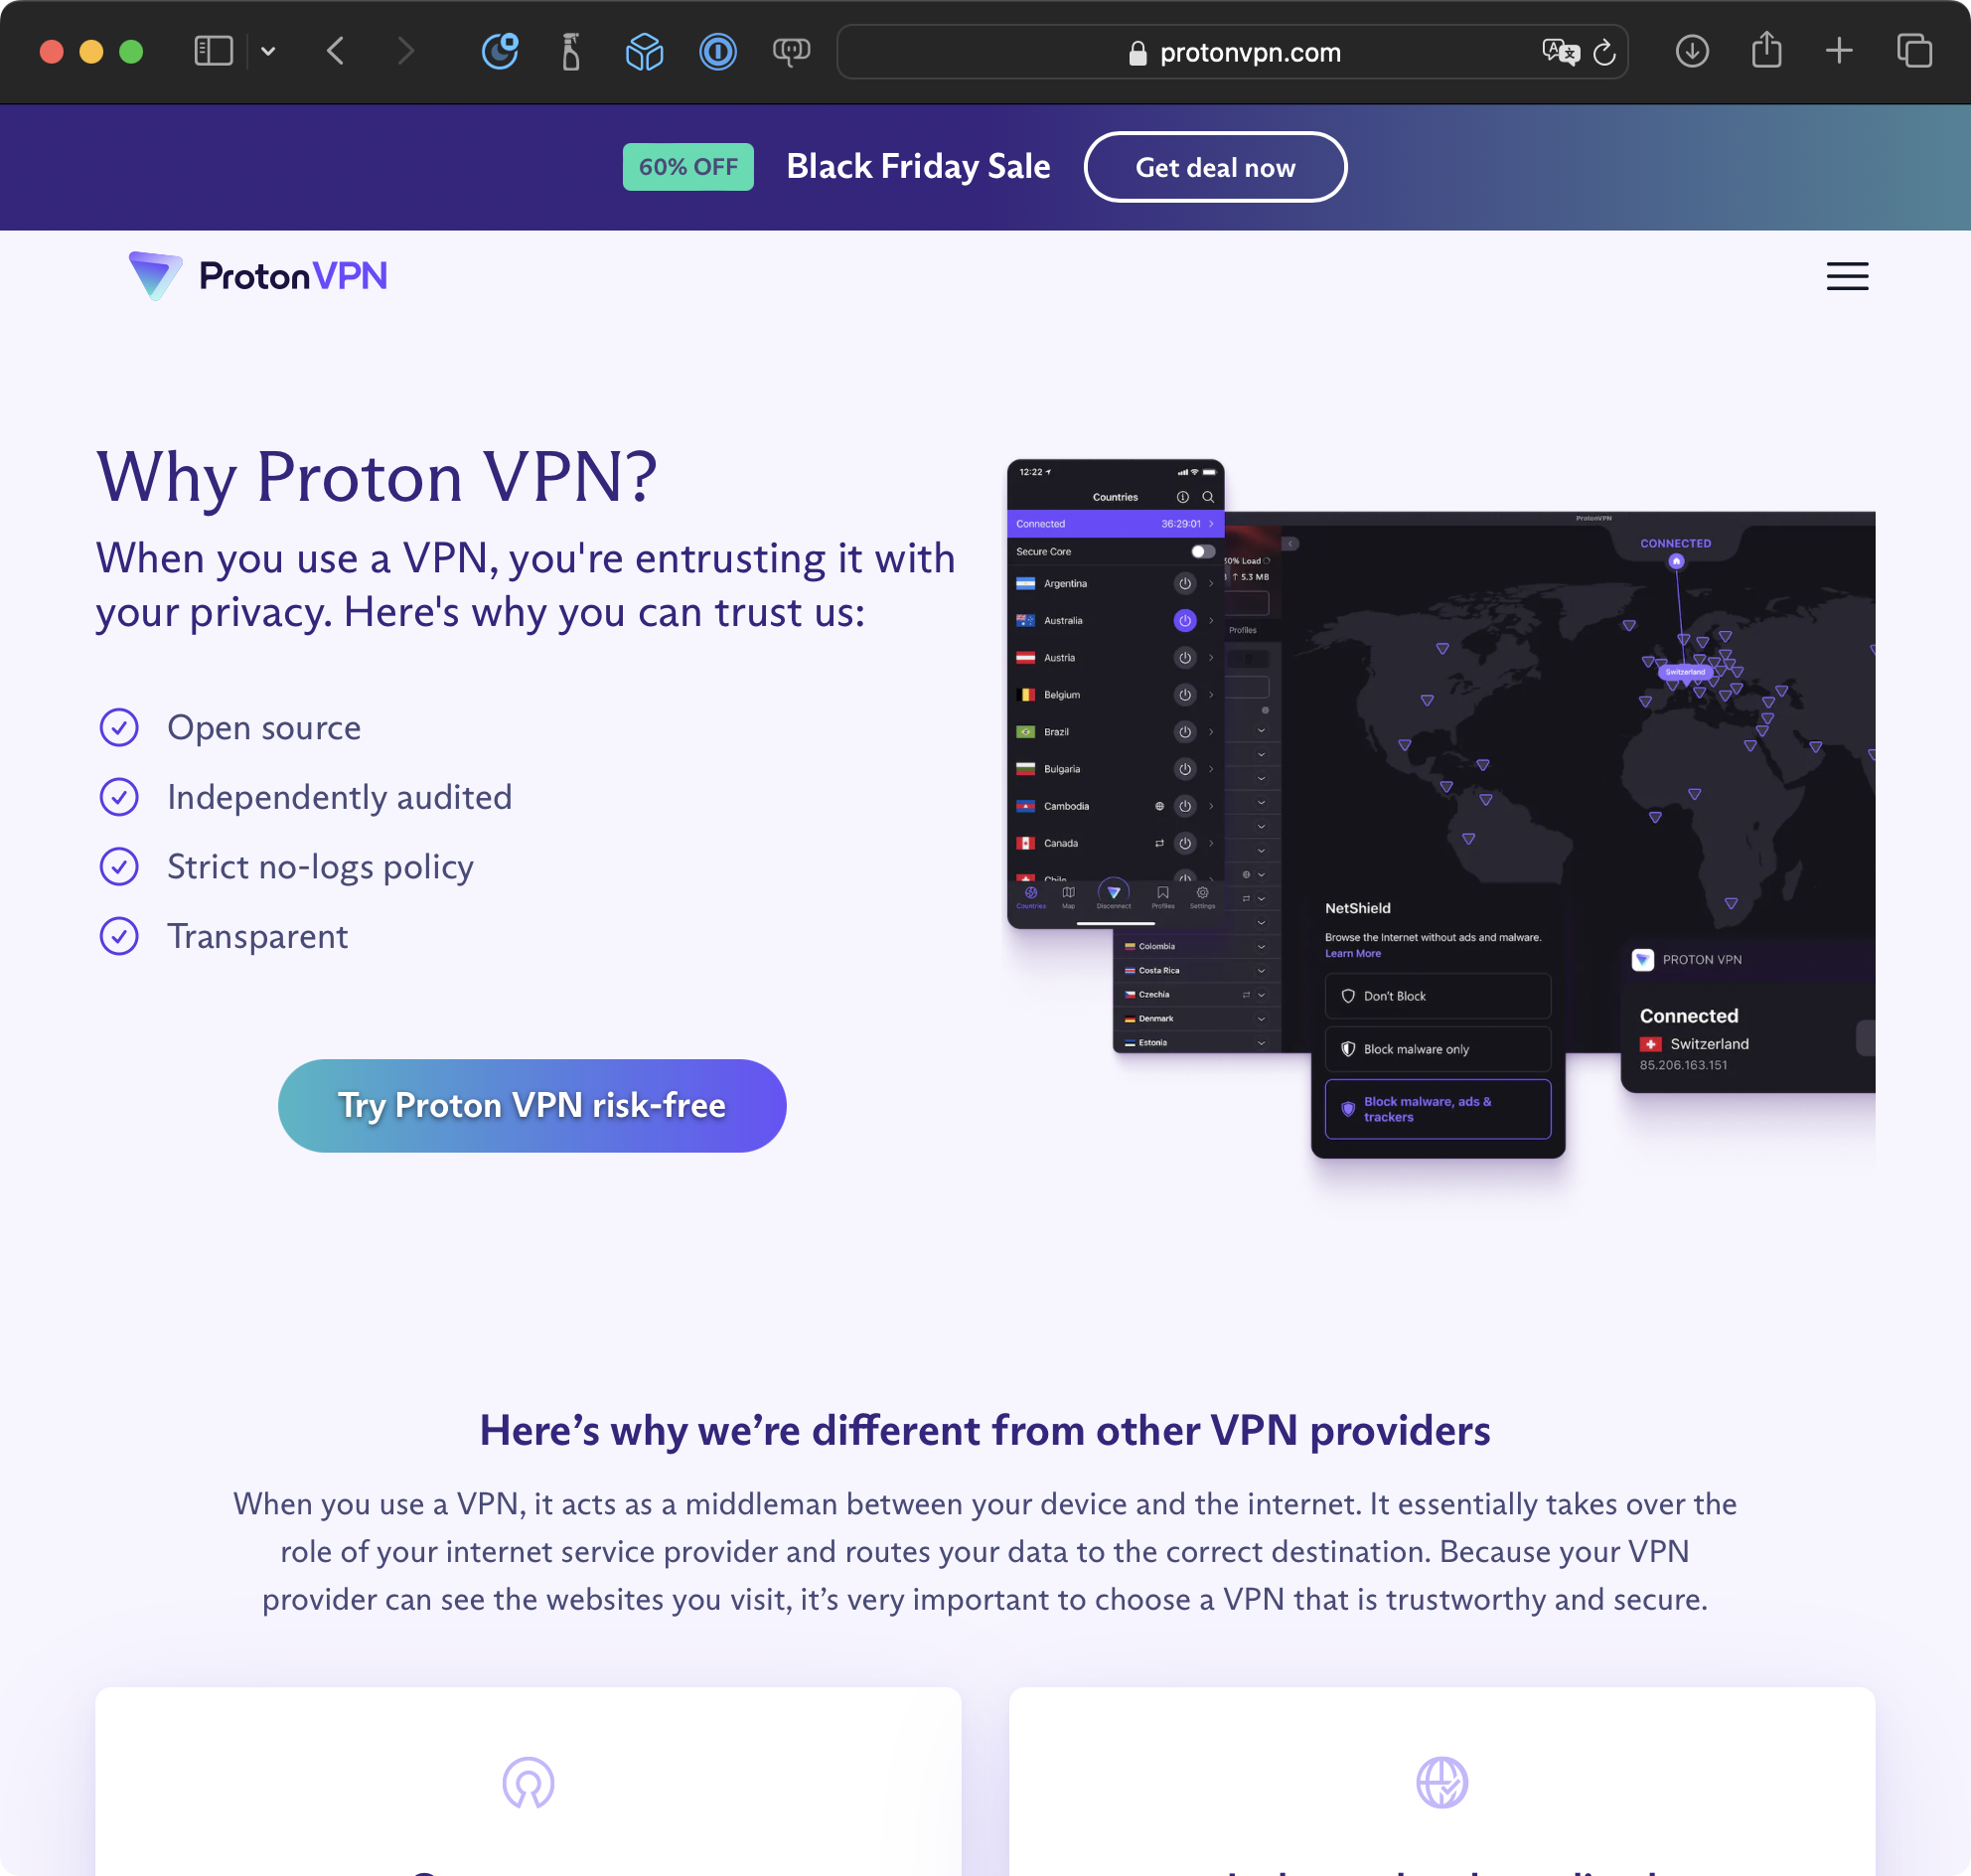 protonvpn.com
60% OFF
Black Friday Sale
Get deal now
ProtonVPN
Why Proton VPN?
When you use a VPN, you're entrusting it with
your privacy. Here's why you can trust us:
Open source
Independently audited
Strict no-logs policy
Transparent
Try Proton VPN risk-free
12:22
Countries
Connected
36:29:01
Secure Core
Argentina
Australia
Austria
Belgium
Brazil
Bulgaria
Cambodia
Canada
Countries
Map
Disconnect
Profiles
Settings
ProtonVPN
30% Load
5.3 MB
Profiles
Colombia
Costa Rica
Czechia
Denmark
Estonia
CONNECTED
Switzerland
NetShield
Browse the Internet without ads and malware.
Learn More
Don't Block
Block malware only
Block malware, ads &
trackers
PROTON VPN
Connected
Switzerland
85.206.163.151
Here’s why we’re different from other VPN providers
When you use a VPN, it acts as a middleman between your device and the internet. It essentially takes over the
role of your internet service provider and routes your data to the correct destination. Because your VPN
provider can see the websites you visit, it’s very important to choose a VPN that is trustworthy and secure.